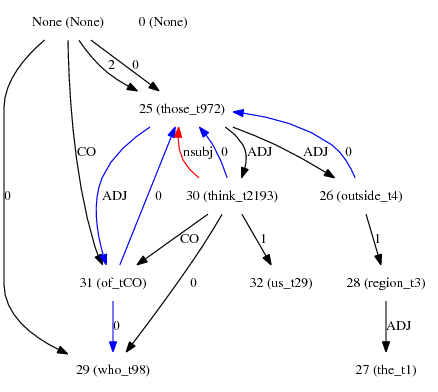 None (None) 0 (None)
2 0
25 (those_t972)
CO nsubj 0 ADJ ADJ 0
0 ADJ 0 30 (think_t2193) 26 (outside_t4)
CO 1 1
31 (of_tCO) 0 32 (us_t29) 28 (region_t3)
0 ADJ
29 (who_t98) 27 (the_t1)